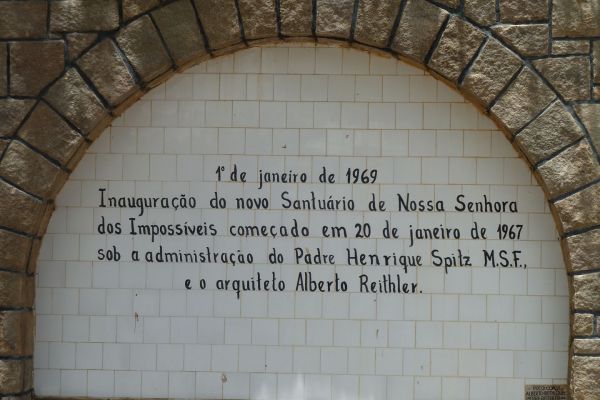 1º de janeiro de 1969
Inauguração do novo Santuário de Nossa Senhora
dos Impossíveis começado em 20 de janeiro de 1967
sob a administração do Padre Henrique Spitz M.S.F.,
e o arquiteto Alberto Reithler.